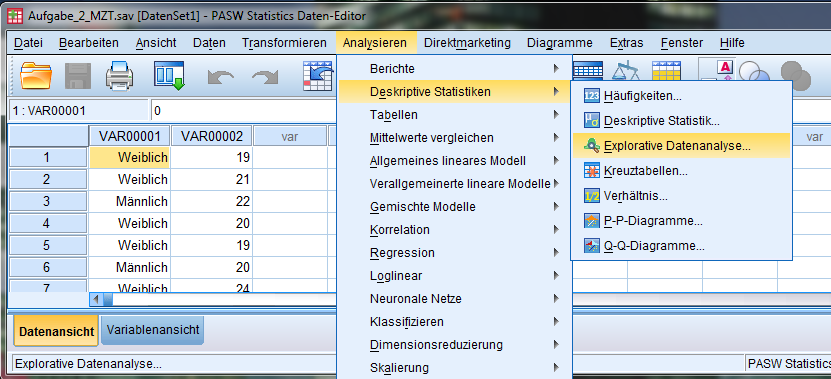 Aufgabe_2_MZT.sav [DatenSet1] - PASW Statistics Daten-Editor
Datei Bearbeiten Ansicht Daten Transformieren Analysieren Direktmarketing Diagramme Extras Fenster Hilfe
1 : VAR00001 0
VAR00001 VAR00002 var var
1 Weiblich 19
2 Weiblich 21
3 Männlich 22
4 Weiblich 20
5 Weiblich 19
6 Männlich 20
7 Weiblich 24
Berichte
Deskriptive Statistiken
Tabellen
Mittelwerte vergleichen
Allgemeines lineares Modell
Verallgemeinerte lineare Modelle
Gemischte Modelle
Korrelation
Regression
Loglinear
Neuronale Netze
Klassifizieren
Dimensionsreduzierung
Skalierung
123 Häufigkeiten...
Deskriptive Statistik...
Explorative Datenanalyse...
Kreuztabellen...
1/2 Verhältnis...
P-P-Diagramme...
Q-Q-Diagramme...
Datenansicht Variablenansicht
Explorative Datenanalyse... PASW Statistics